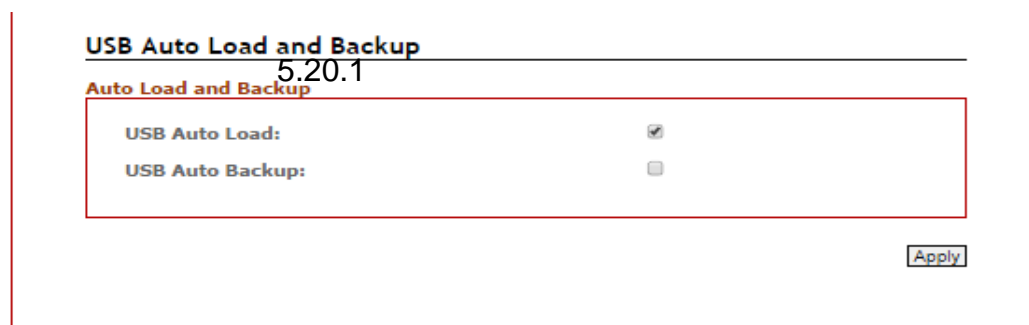 USB Auto Load and Backup
5.20.1
Auto Load and Backup
USB Auto Load:
USB Auto Backup:
Apply